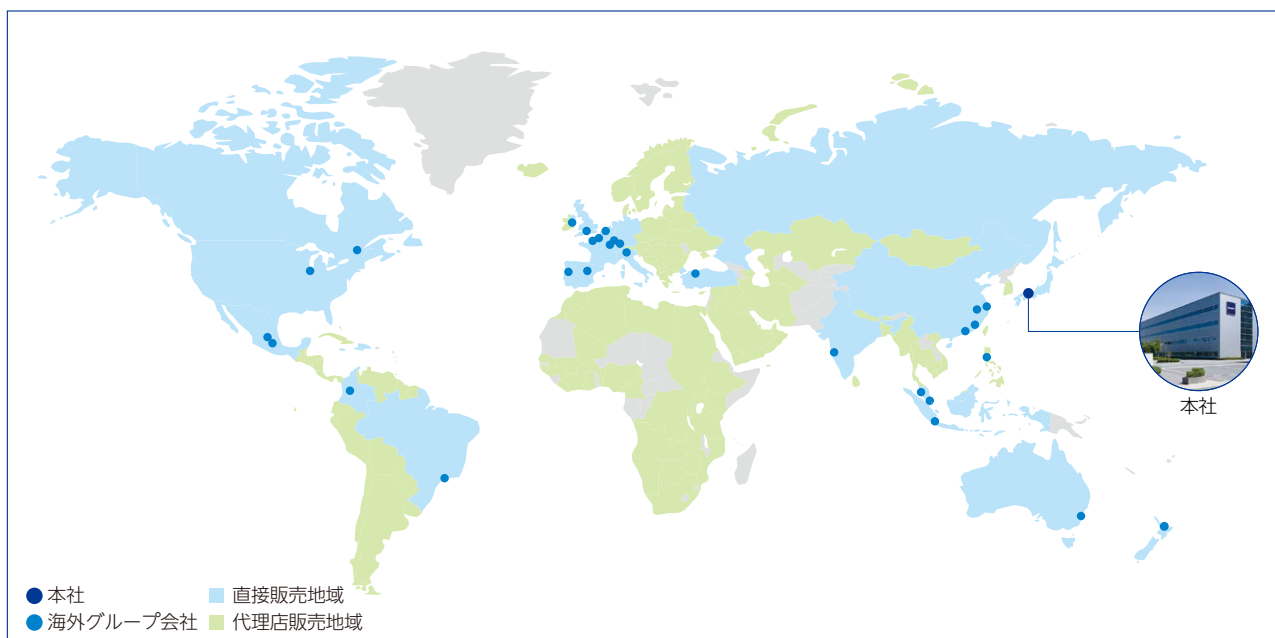 本社
本社
直接販売地域
海外グループ会社
代理店販売地域